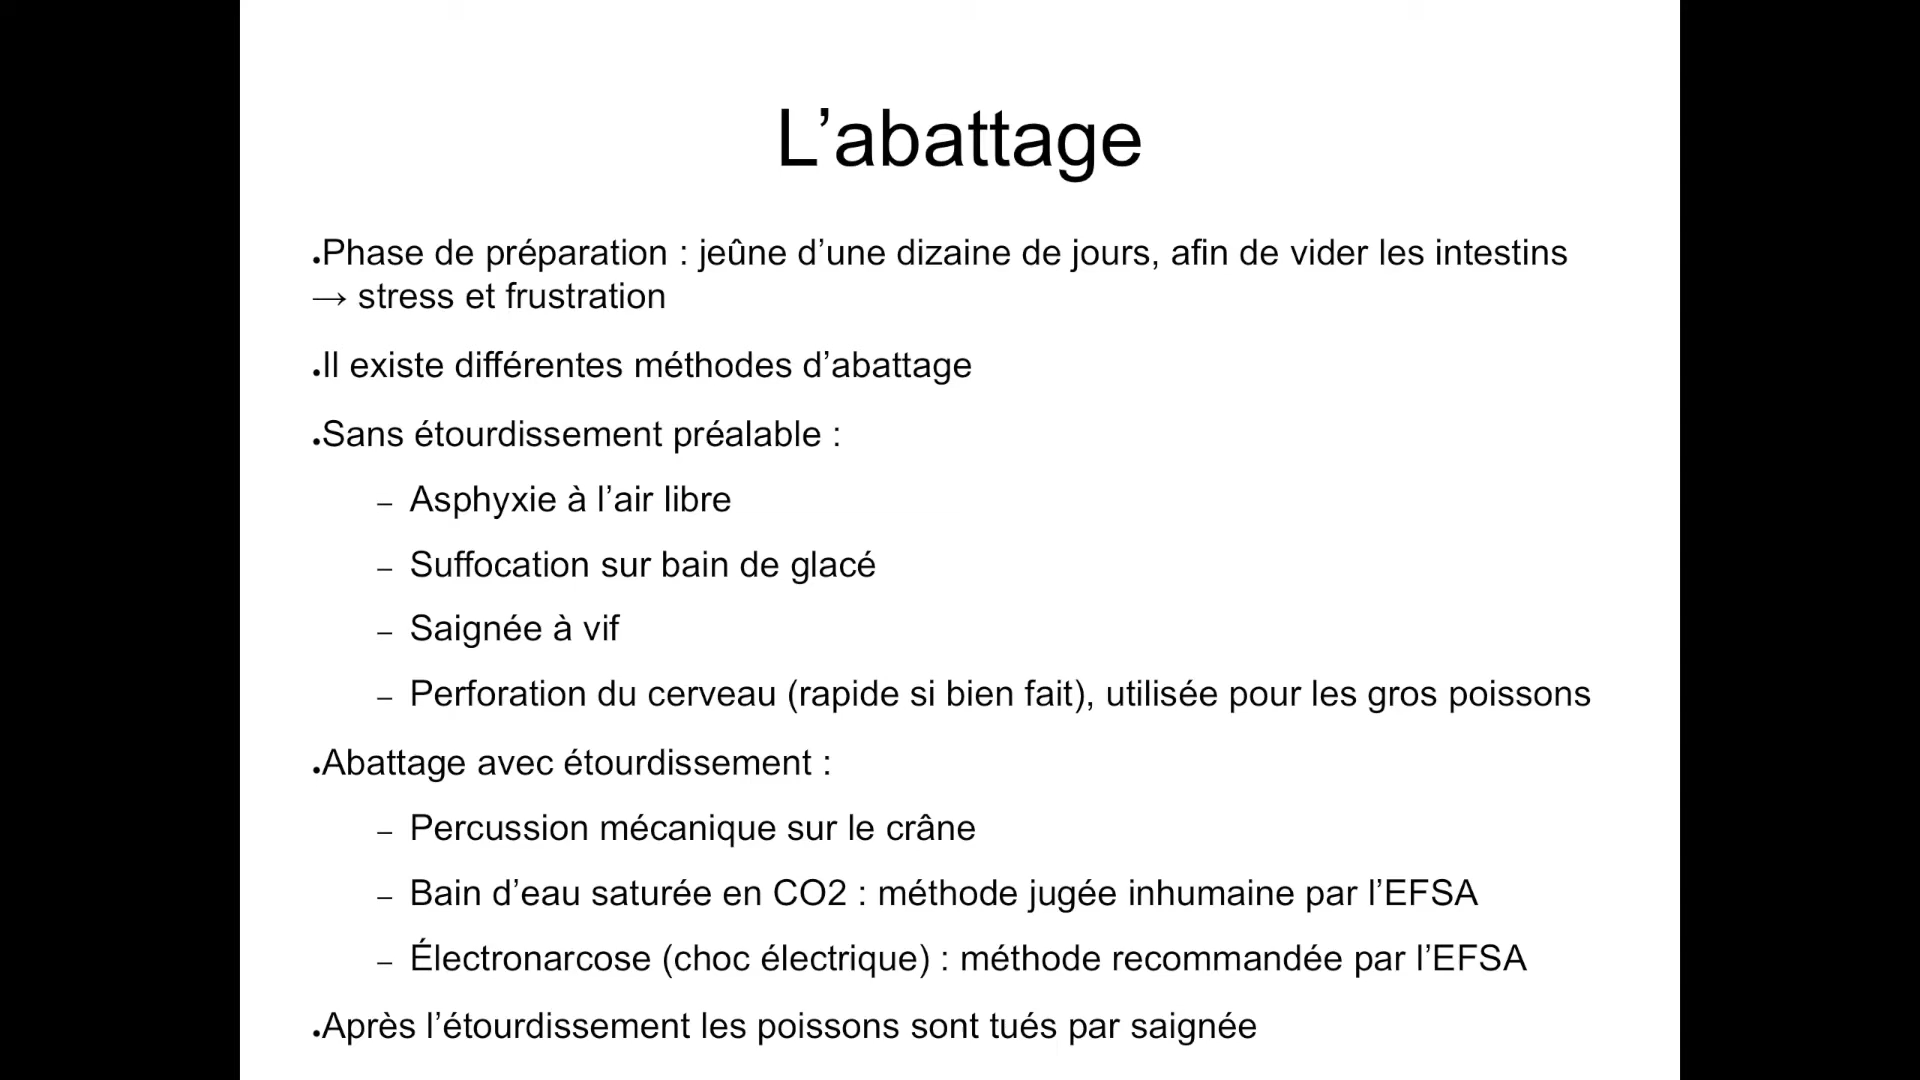 L’abattage
•Phase de préparation : jeûne d’une dizaine de jours, afin de vider les intestins
→ stress et frustration
•Il existe différentes méthodes d’abattage
•Sans étourdissement préalable :
– Asphyxie à l’air libre
– Suffocation sur bain de glacé
– Saignée à vif
– Perforation du cerveau (rapide si bien fait), utilisée pour les gros poissons
•Abattage avec étourdissement :
– Percussion mécanique sur le crâne
– Bain d’eau saturée en CO2 : méthode jugée inhumaine par l’EFSA
– Électronarcose (choc électrique) : méthode recommandée par l’EFSA
•Après l’étourdissement les poissons sont tués par saignée